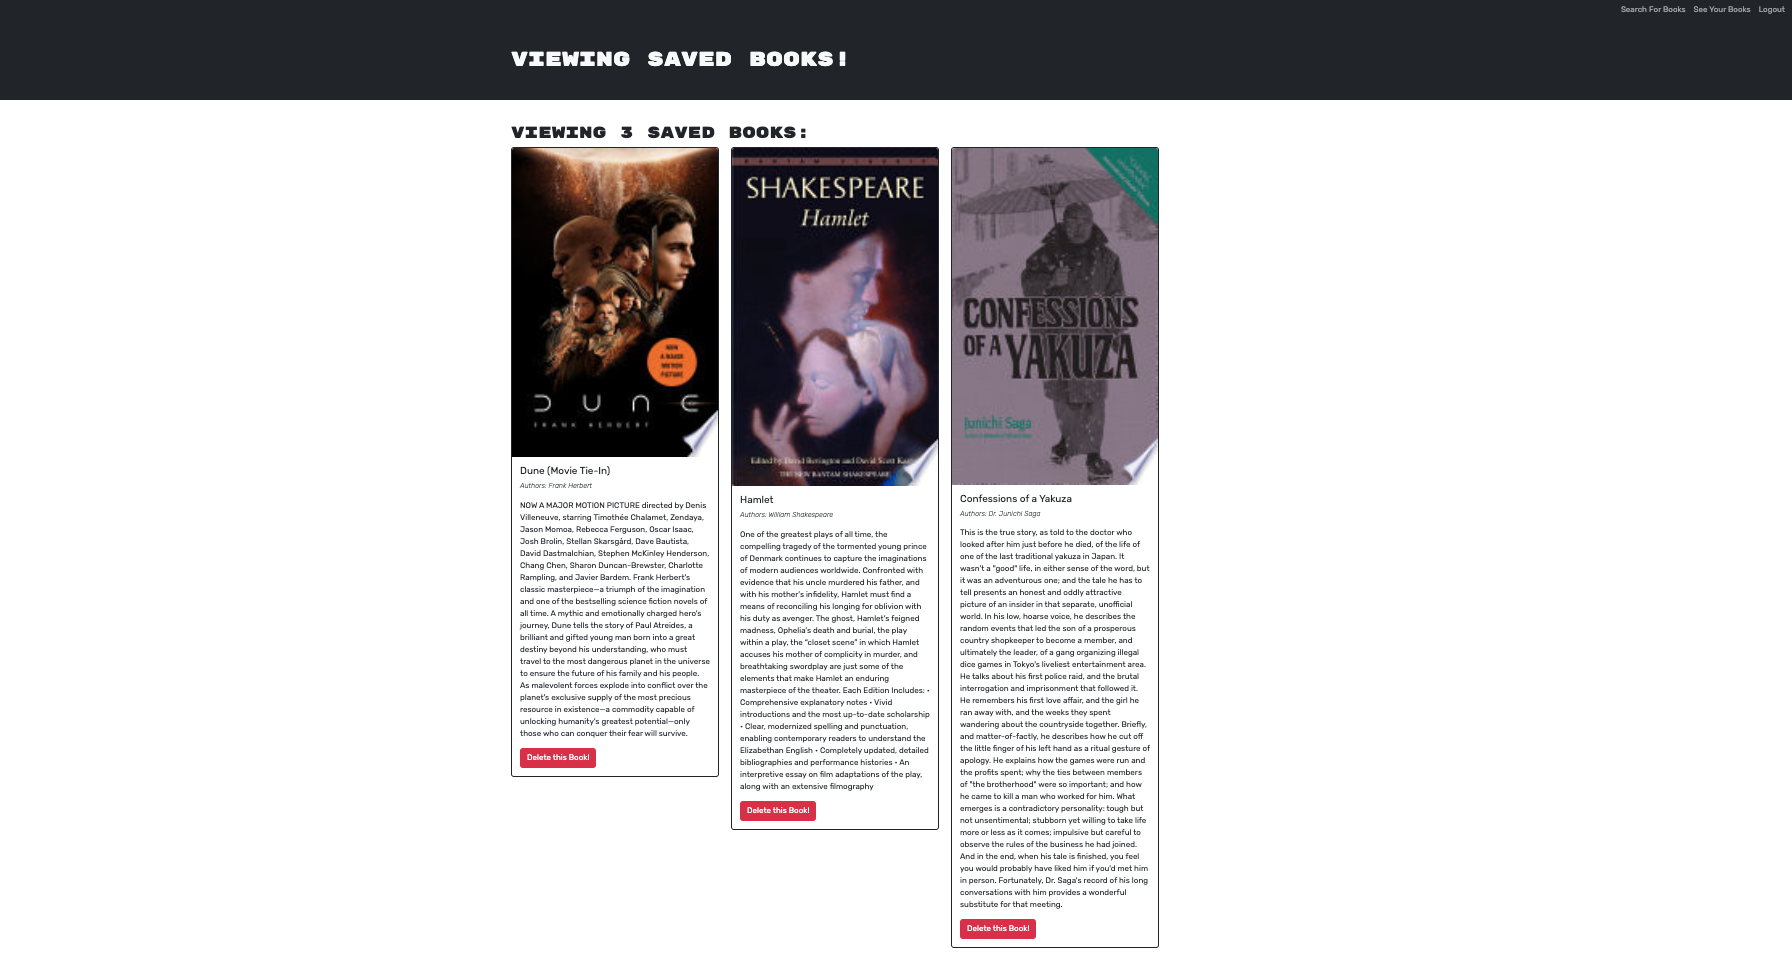 Search For Books See Your Books Logout
VIEWING SAVED BOOKS!
VIEWING 3 SAVED BOOKS:
NOW
A MAJOR
MOTION
PICTURE
DUNE
FRANK HERBERT
Dune (Movie Tie-In)
Authors: Frank Herbert
NOW A MAJOR MOTION PICTURE directed by Denis
Villeneuve, starring Timothée Chalamet, Zendaya,
Jason Momoa, Rebecca Ferguson, Oscar Isaac,
Josh Brolin, Stellan Skarsgård, Dave Bautista,
David Dastmalchian, Stephen McKinley Henderson,
Chang Chen, Sharon Duncan-Brewster, Charlotte
Rampling, and Javier Bardem. Frank Herbert's
classic masterpiece—a triumph of the imagination
and one of the bestselling science fiction novels of
all time. A mythic and emotionally charged hero's
journey, Dune tells the story of Paul Atreides, a
brilliant and gifted young man born into a great
destiny beyond his understanding, who must
travel to the most dangerous planet in the universe
to ensure the future of his family and his people.
As malevolent forces explode into conflict over the
planet's exclusive supply of the most precious
resource in existence—a commodity capable of
unlocking humanity's greatest potential—only
those who can conquer their fear will survive.
Delete this Book!
BANTAM CLASSIC
SHAKESPEARE
Hamlet
Edited by David Bevington and David Scott
THE NEW BANTAM SHAKESPEARE
Hamlet
Authors: William Shakespeare
One of the greatest plays of all time, the
compelling tragedy of the tormented young prince
of Denmark continues to capture the imaginations
of modern audiences worldwide. Confronted with
evidence that his uncle murdered his father, and
with his mother's infidelity, Hamlet must find a
means of reconciling his longing for oblivion with
his duty as avenger. The ghost, Hamlet's feigned
madness, Ophelia's death and burial, the play
within a play, the "closet scene" in which Hamlet
accuses his mother of complicity in murder, and
breathtaking swordplay are just some of the
elements that make Hamlet an enduring
masterpiece of the theater. Each Edition Includes: •
Comprehensive explanatory notes • Vivid
introductions and the most up-to-date scholarship
• Clear, modernized spelling and punctuation,
enabling contemporary readers to understand the
Elizabethan English • Completely updated, detailed
bibliographies and performance histories • An
interpretive essay on film adaptations of the play,
along with an extensive filmography
Delete this Book!
CONFESSIONS
OF A YAKUZA
Junichi Saga
Confessions of a Yakuza
Authors: Dr. Junichi Saga
This is the true story, as told to the doctor who
looked after him just before he died, of the life of
one of the last traditional yakuza in Japan. It
wasn't a "good" life, in either sense of the word, but
it was an adventurous one; and the tale he has to
tell presents an honest and oddly attractive
picture of an insider in that separate, unofficial
world. In his low, hoarse voice, he describes the
random events that led the son of a prosperous
country shopkeeper to become a member, and
ultimately the leader, of a gang organizing illegal
dice games in Tokyo's liveliest entertainment area.
He talks about his first police raid, and the brutal
interrogation and imprisonment that followed it.
He remembers his first love affair, and the girl he
ran away with, and the weeks they spent
wandering about the countryside together. Briefly,
and matter-of-factly, he describes how he cut off
the little finger of his left hand as a ritual gesture of
apology. He explains how the games were run and
the profits spent; why the ties between members
of "the brotherhood" were so important; and how
he came to kill a man who worked for him. What
emerges is a contradictory personality: tough but
not unsentimental; stubborn yet willing to take life
more or less as it comes; impulsive but careful to
observe the rules of the business he had joined.
And in the end, when his tale is finished, you feel
you would probably have liked him if you'd met him
in person. Fortunately, Dr. Saga's record of his long
conversations with him provides a wonderful
substitute for that meeting.
Delete this Book!